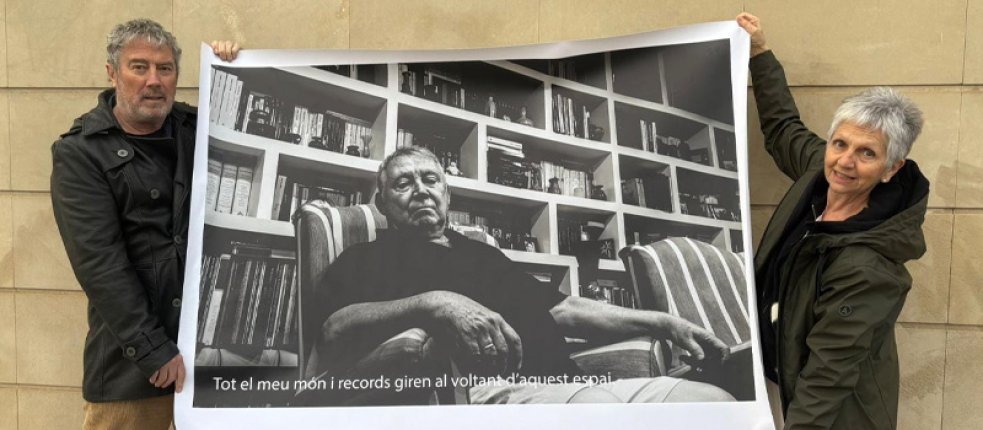 Tot el meu món i records giren al voltant d'aquest espai.